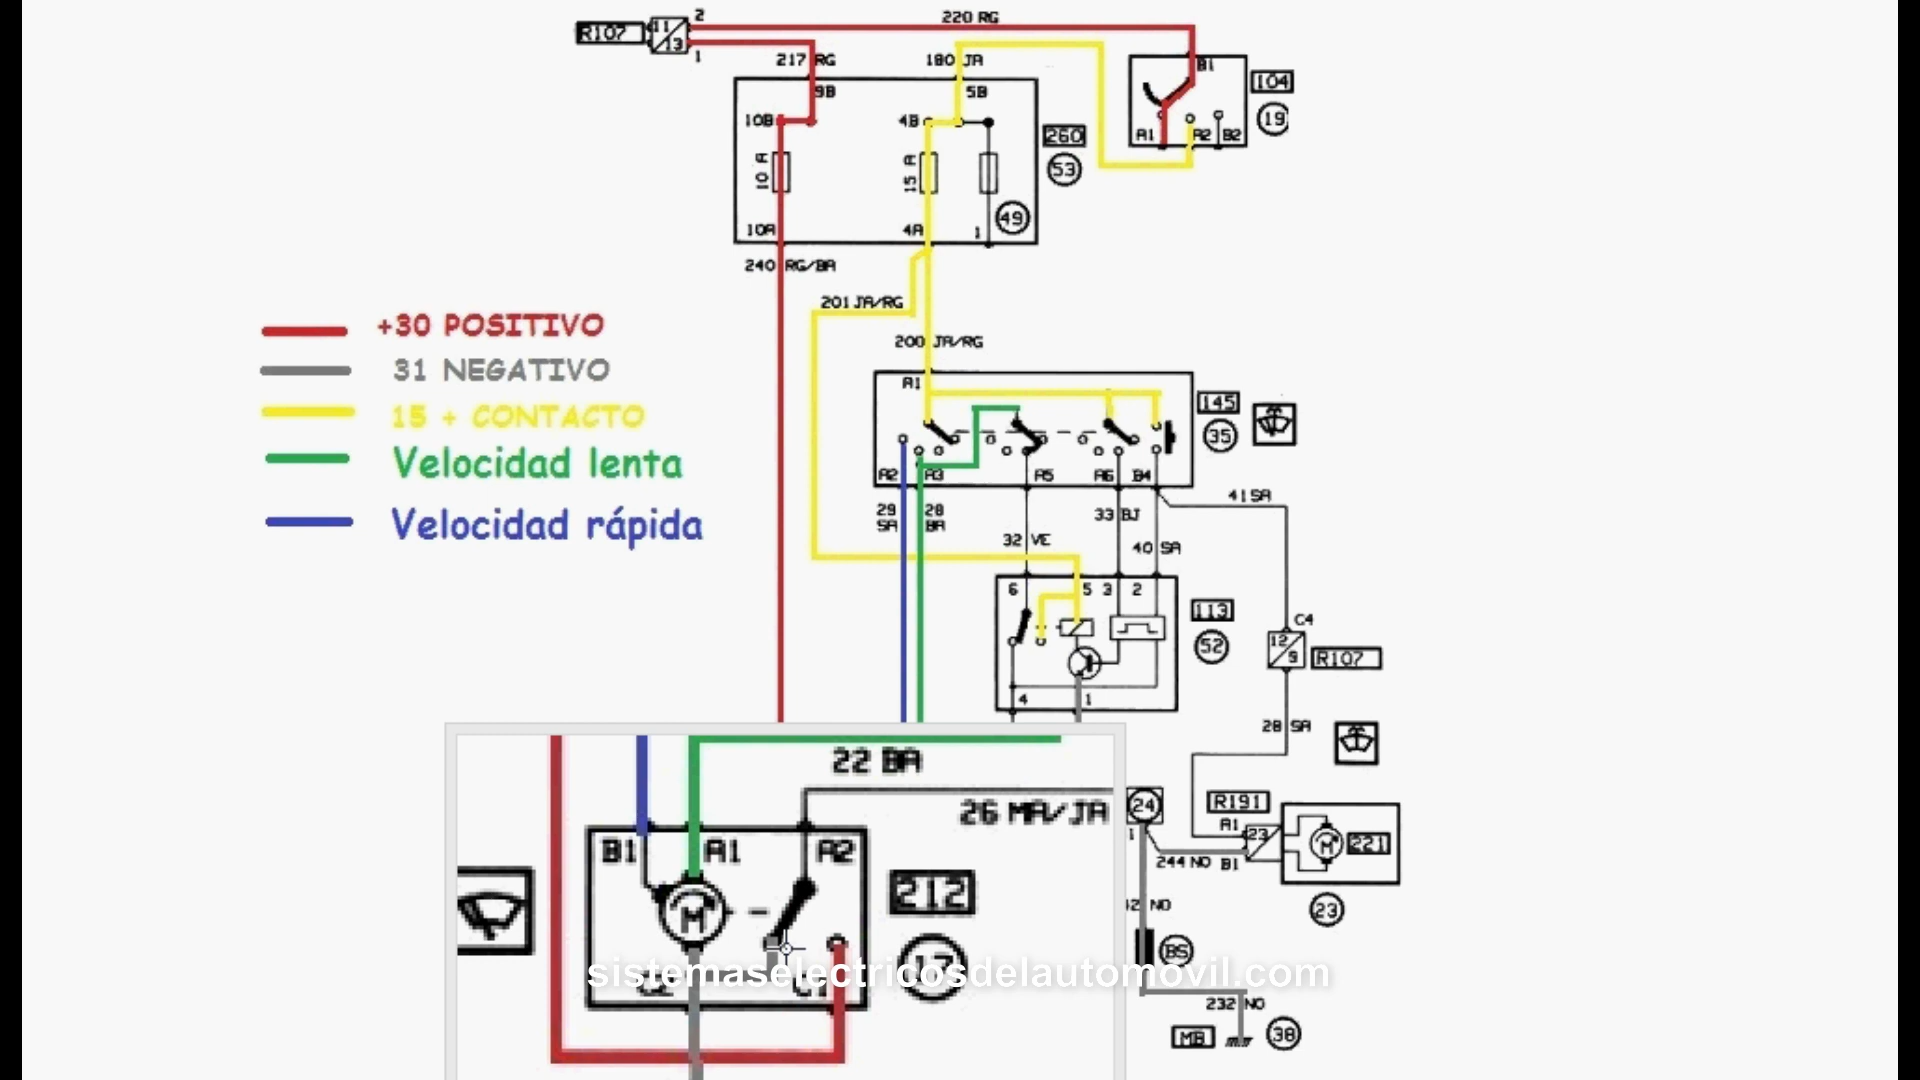 220 RG
R107 11 13
2
1
217 RG
180 JA
B1
104
19
A1 A2 B2
9B
5B
10B
4B
10 A
15 A
260
53
49
10A
4A
1
240 RG/BA
201 JA/RG
200 JA/RG
+30 POSITIVO
31 NEGATIVO
15 + CONTACTO
Velocidad lenta
Velocidad rápida
A1
145
35
A2 A3 A5 A6 B4
29 SA
28 BA
41 SA
33 BJ
32 VE
40 SA
6 5 3 2
113
52
4 1
C4
12 9
R107
28 SA
22 BA
26 MA/JA
24
1
R191
A1
23
221
M
244 NO B1
23
NO
BS
232 NO
MB
38
B1 A1 A2
M
212
17
sistemaselectricosdelautomovil.com